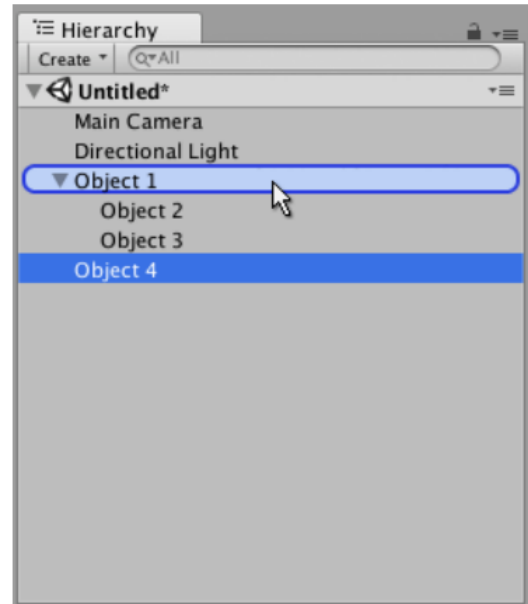 Hierarchy
Create All
Untitled*
Main Camera
Directional Light
Object 1
Object 2
Object 3
Object 4